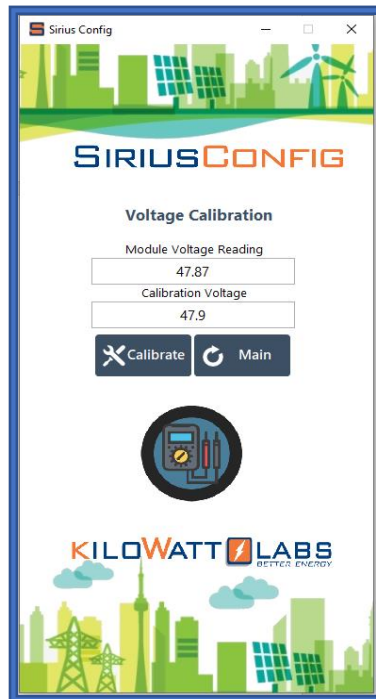 Sirius Config
SIRIUSCONFIG
Voltage Calibration
Module Voltage Reading
47.87
Calibration Voltage
47.9
Calibrate Main
KILOWATT LABS
BETTER ENERGY